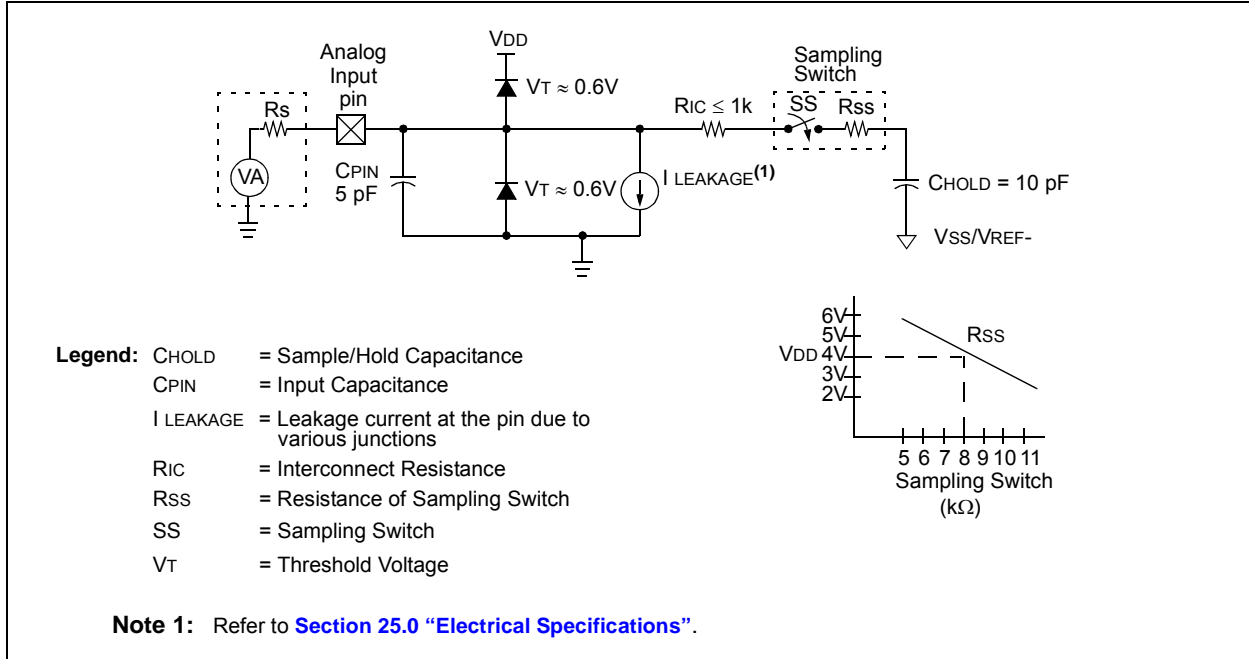 VDD
Analog
Input
pin
Sampling
Switch
VT ≈ 0.6V
RIC ≤ 1k
SS
Rss
Rs
VA
CPIN
5 pF
VT ≈ 0.6V
I LEAKAGE(1)
CHOLD = 10 pF
VSS/VREF-
6V
5V
VDD 4V
3V
2V
RSS
5 6 7 8 9 10 11
Sampling Switch
(kΩ)
Legend: CHOLD = Sample/Hold Capacitance
CPIN = Input Capacitance
I LEAKAGE = Leakage current at the pin due to
various junctions
RIC = Interconnect Resistance
RSS = Resistance of Sampling Switch
SS = Sampling Switch
VT = Threshold Voltage
Note 1: Refer to Section 25.0 “Electrical Specifications”.